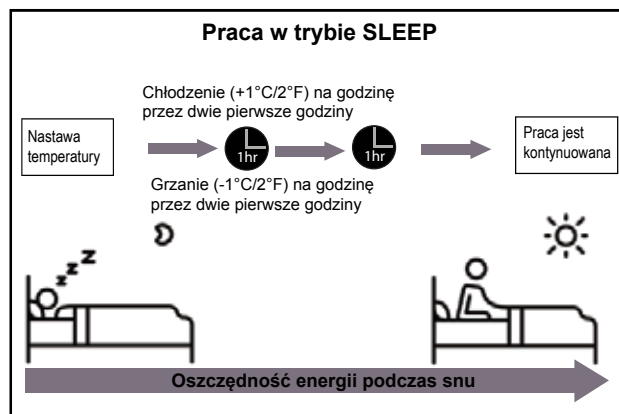 Praca w trybie SLEEP
Chłodzenie (+1°C/2°F) na godzinę
przez dwie pierwsze godziny
Nastawa
temperatury
1hr
1hr
Praca jest
kontynuowana
Grzanie (-1°C/2°F) na godzinę
przez dwie pierwsze godziny
z z z z
Oszczędność energii podczas snu